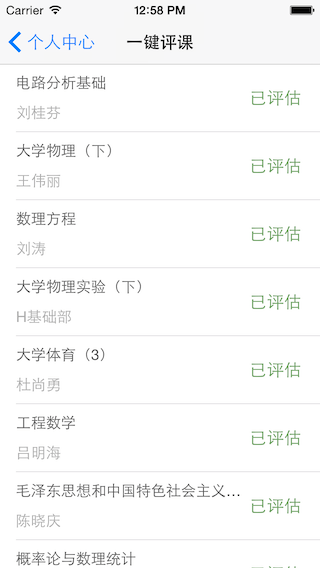 Carrier 12:58 PM
个人中心 一键评课
电路分析基础
刘桂芬
已评估
大学物理（下）
王伟丽
已评估
数理方程
刘涛
已评估
大学物理实验（下）
H基础部
已评估
大学体育（3）
杜尚勇
已评估
工程数学
吕明海
已评估
毛泽东思想和中国特色社会主义…
陈晓庆
已评估
概率论与数理统计